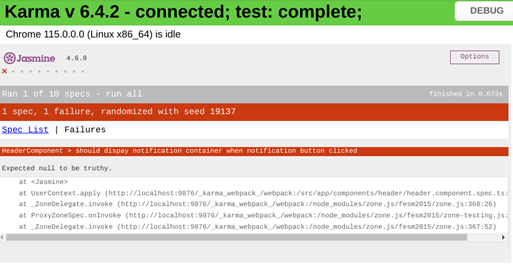 Karma v 6.4.2 - connected; test: complete;
DEBUG
Chrome 115.0.0.0 (Linux x86_64) is idle
Jasmine 4.6.0
Options
Ran 1 of 10 specs - run all
finished in 0.073s
1 spec, 1 failure, randomized with seed 19137
Spec List | Failures
HeaderComponent > should dispay notification container when notification button clicked
Expected null to be truthy.
at <Jasmine>
at UserContext.apply (http://localhost:9876/_karma_webpack_/webpack:/src/app/components/header/header.component.spec.ts:
at _ZoneDelegate.invoke (http://localhost:9876/_karma_webpack_/webpack:/node_modules/zone.js/fesm2015/zone.js:368:26)
at ProxyZoneSpec.onInvoke (http://localhost:9876/_karma_webpack_/webpack:/node_modules/zone.js/fesm2015/zone-testing.js:
at _ZoneDelegate.invoke (http://localhost:9876/_karma_webpack_/webpack:/node_modules/zone.js/fesm2015/zone.js:367:52)